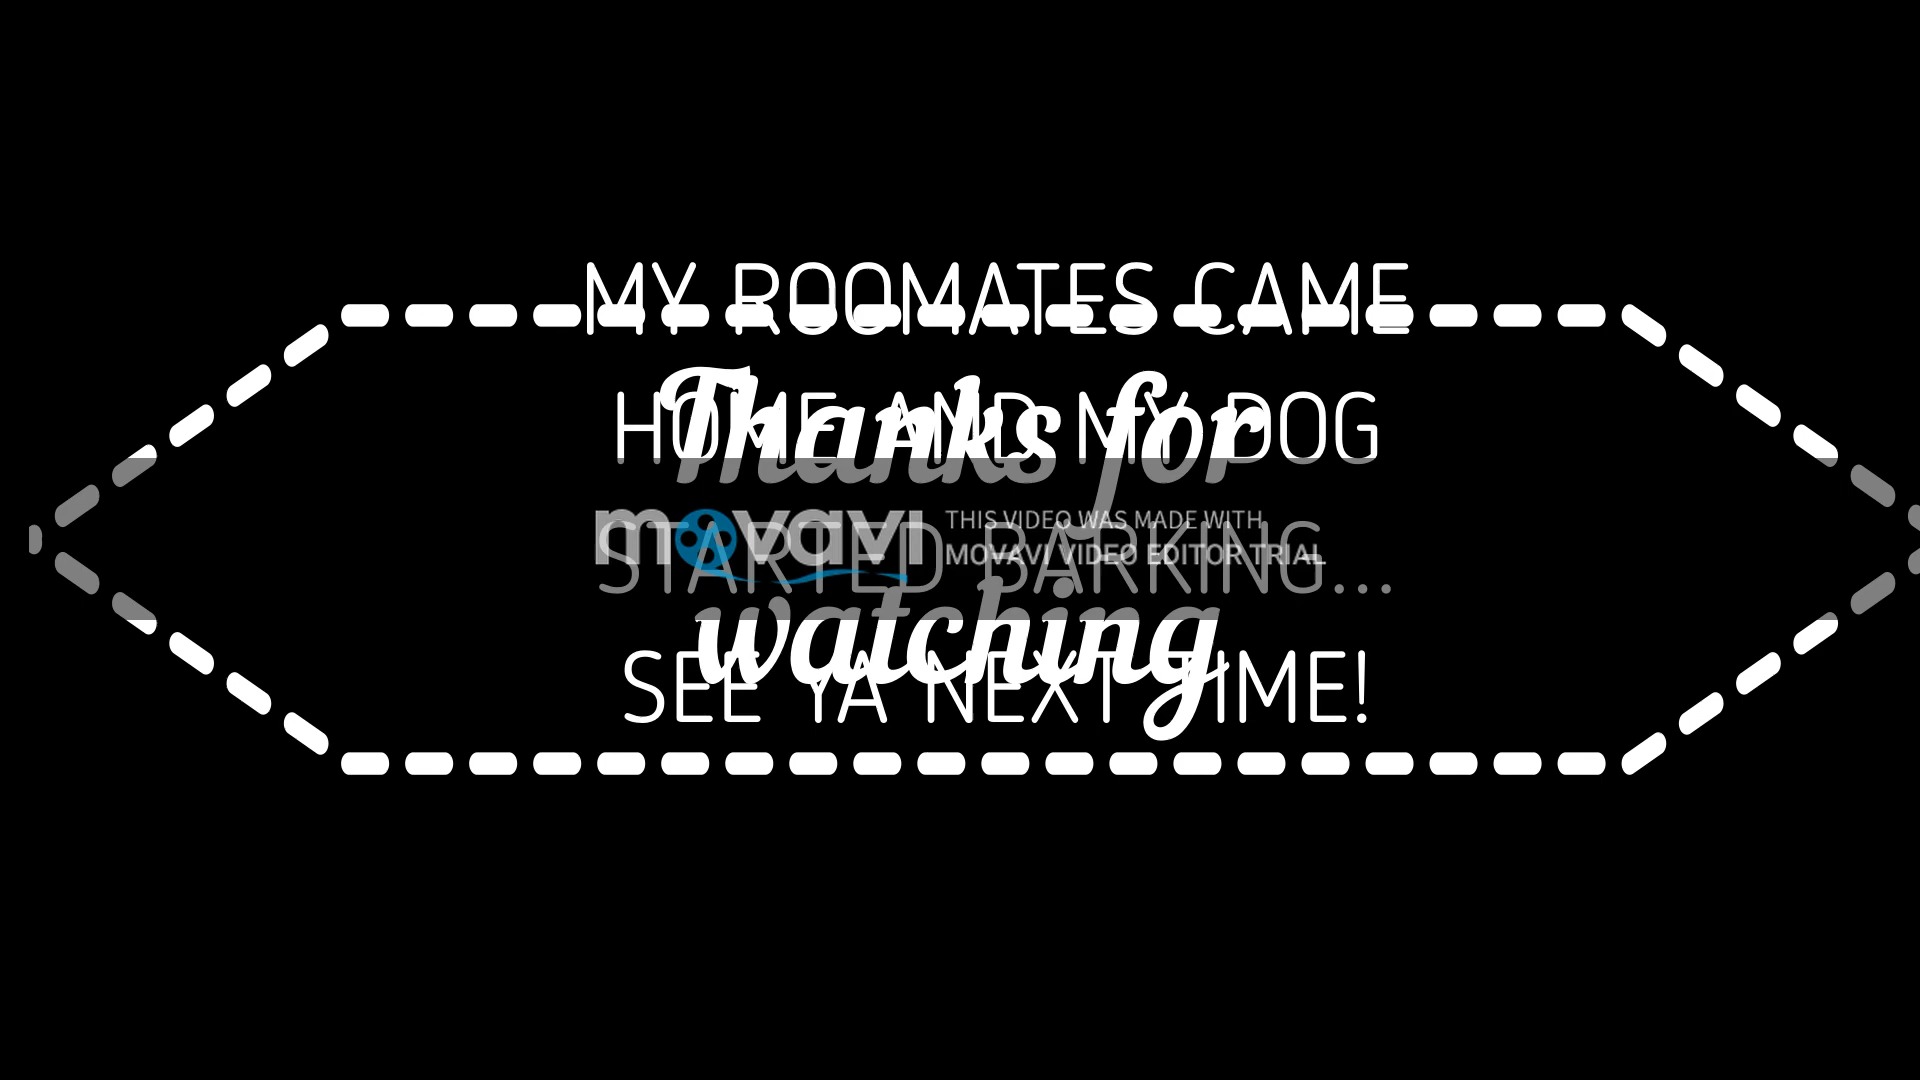 MY ROOMATES CAME
HOME AND MY DOG
STARTED BARKING...
SEE YA NEXT TIME!
Thanks for
watching
movavi
THIS VIDEO WAS MADE WITH
MOVAVI VIDEO EDITOR TRIAL